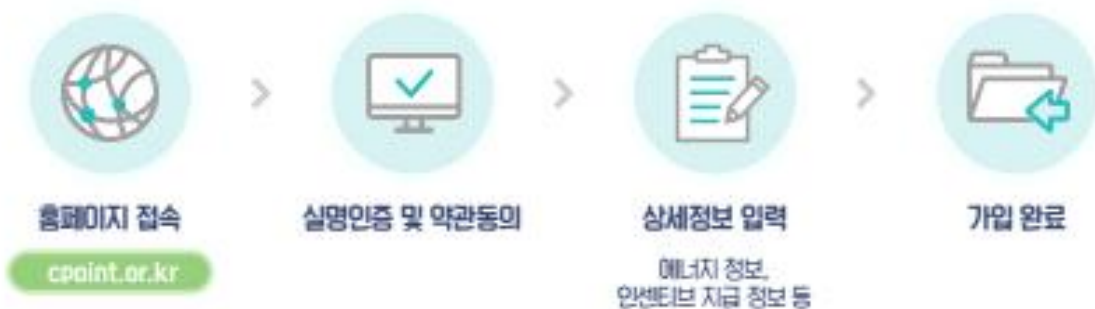 홈페이지 접속
cpoint.or.kr
실명인증 및 약관동의
상세정보 입력
에너지 정보,
인센티브 지급 정보 등
가입 완료